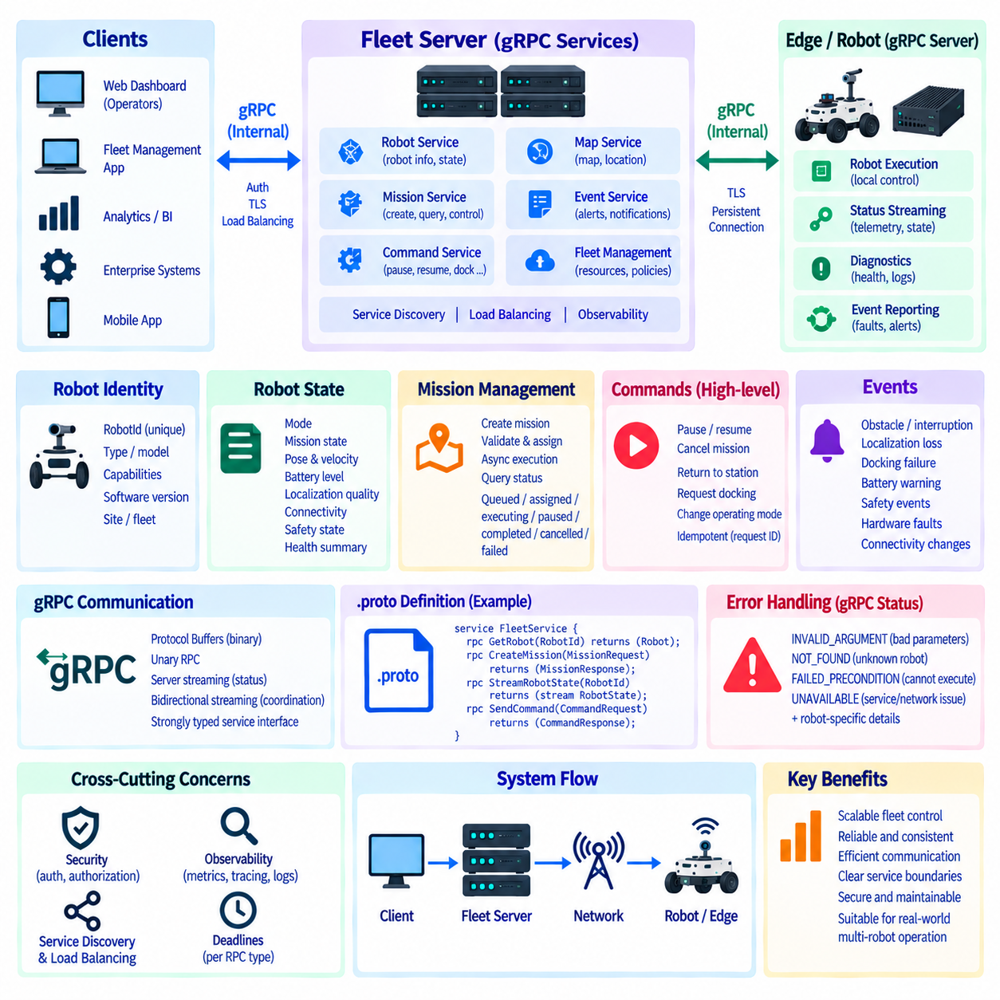 Clients
Web Dashboard
(Operators)
Fleet Management
App
Analytics / BI
Enterprise Systems
Mobile App
gRPC
(Internal)
Auth
TLS
Load Balancing
Fleet Server (gRPC Services)
Robot Service
(robot info, state)
Map Service
(map, location)
Mission Service
(create, query, control)
Event Service
(alerts, notifications)
Command Service
(pause, resume, dock ...)
Fleet Management
(resources, policies)
Service Discovery | Load Balancing | Observability
gRPC
(Internal)
TLS
Persistent
Connection
Edge / Robot (gRPC Server)
Robot Execution
(local control)
Status Streaming
(telemetry, state)
Diagnostics
(health, logs)
Event Reporting
(faults, alerts)
Robot Identity
RobotId (unique)
Type / model
Capabilities
Software version
Site / fleet
Robot State
Mode
Mission state
Pose & velocity
Battery level
Localization quality
Connectivity
Safety state
Health summary
Mission Management
Create mission
Validate & assign
Async execution
Query status
Queued / assigned /
executing / paused /
completed / cancelled /
failed
Commands (High-level)
Pause / resume
Cancel mission
Return to station
Request docking
Change operating mode
Idempotent (request ID)
Events
Obstacle / interruption
Localization loss
Docking failure
Battery warning
Safety events
Hardware faults
Connectivity changes
gRPC Communication
gRPC
Protocol Buffers (binary)
Unary RPC
Server streaming (status)
Bidirectional streaming (coordination)
Strongly typed service interface
.proto Definition (Example)
.proto
service FleetService {
rpc GetRobot(RobotId) returns (Robot);
rpc CreateMission(MissionRequest)
returns (MissionResponse);
rpc StreamRobotState(RobotId)
returns (stream RobotState);
rpc SendCommand(CommandRequest)
returns (CommandResponse);
}
Error Handling (gRPC Status)
INVALID_ARGUMENT (bad parameters)
NOT_FOUND (unknown robot)
FAILED_PRECONDITION (cannot execute)
UNAVAILABLE (service/network issue)
+ robot-specific details
Cross-Cutting Concerns
Security
(auth, authorization)
Observability
(metrics, tracing, logs)
Service Discovery
& Load Balancing
Deadlines
(per RPC type)
System Flow
Client
Fleet Server
Network
Robot / Edge
Key Benefits
Scalable fleet control
Reliable and consistent
Efficient communication
Clear service boundaries
Secure and maintainable
Suitable for real-world
multi-robot operation